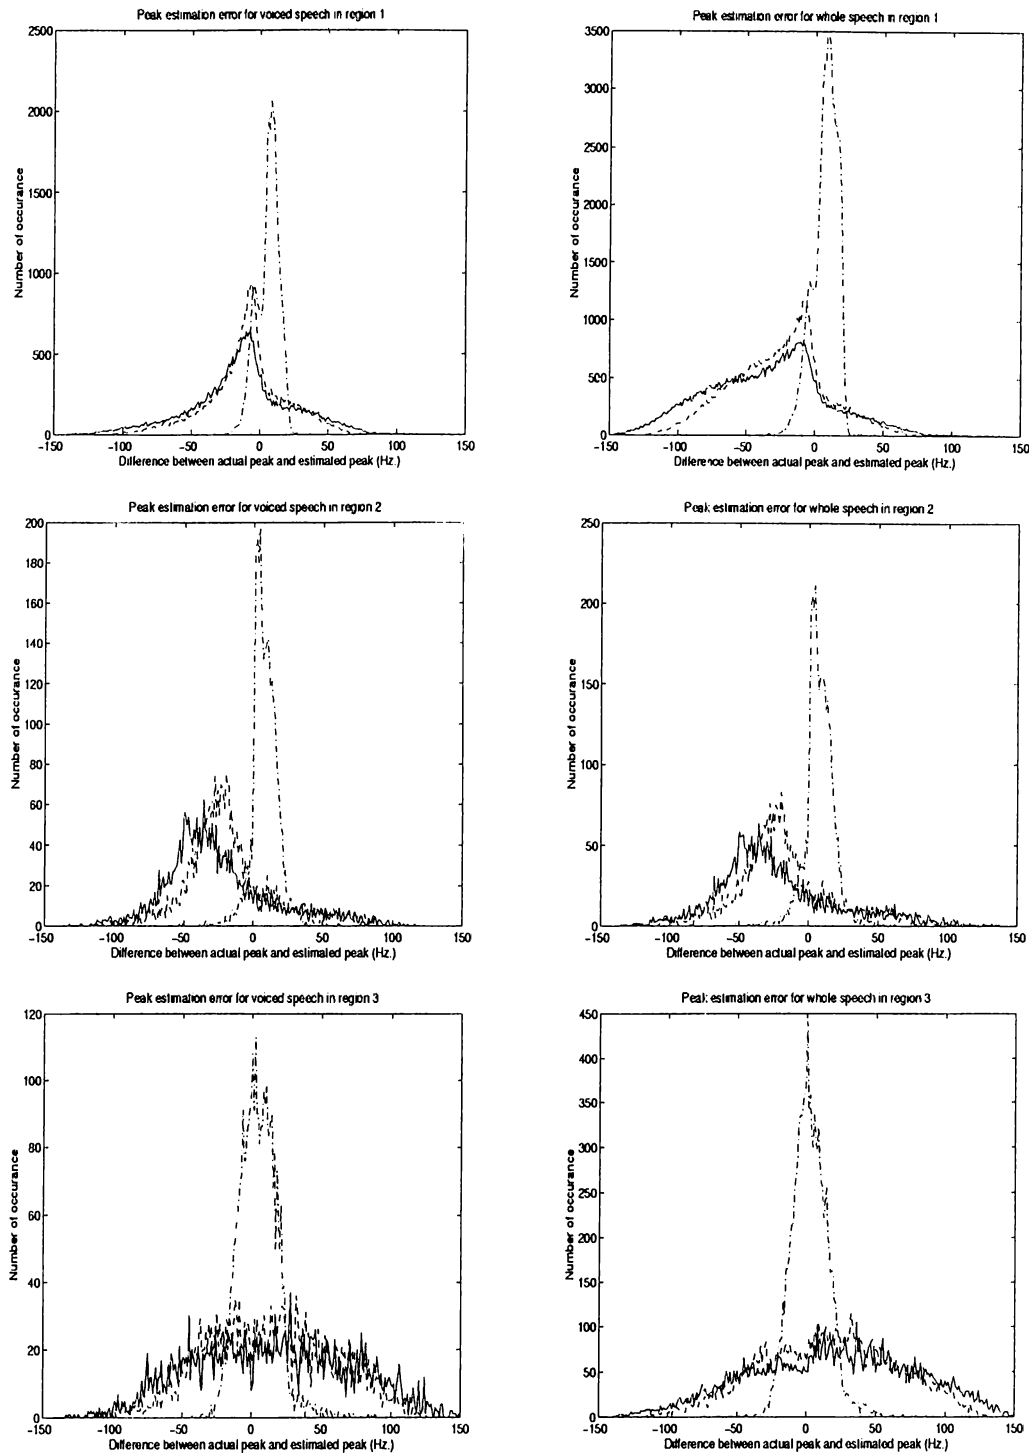 Peak estimation error for voiced speech in region 1
2500
2000
1500
1000
500
0
Number of occurance
−150 −100 −50 0 50 100 150
Difference between actual peak and estimated peak (Hz.)
Peak estimation error for whole speech in region 1
3500
3000
2500
2000
1500
1000
500
0
Number of occurance
−150 −100 −50 0 50 100 150
Difference between actual peak and estimated peak (Hz.)
Peak estimation error for voiced speech in region 2
200
180
160
140
120
100
80
60
40
20
0
Number of occurance
−150 −100 −50 0 50 100 150
Difference between actual peak and estimated peak (Hz.)
Peak estimation error for whole speech in region 2
250
200
150
100
50
0
Number of occurance
−150 −100 −50 0 50 100 150
Difference between actual peak and estimated peak (Hz.)
Peak estimation error for voiced speech in region 3
120
100
80
60
40
20
0
Number of occurance
−150 −100 −50 0 50 100 150
Difference between actual peak and estimated peak (Hz.)
Peak estimation error for whole speech in region 3
450
400
350
300
250
200
150
100
50
0
Number of occurance
−150 −100 −50 0 50 100 150
Difference between actual peak and estimated peak (Hz.)